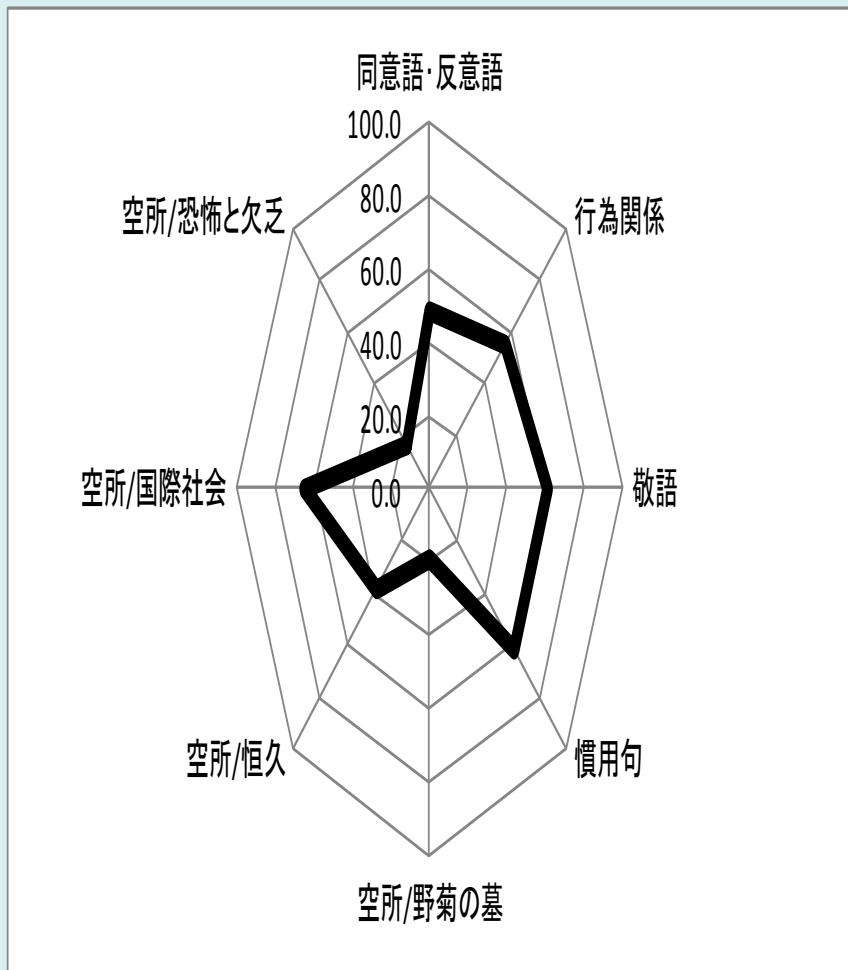 同意語・反意語
100.0
空所/恐怖と欠乏
80.0
行為関係
60.0
40.0
20.0
空所/国際社会
0.0
敬語
空所/恒久
慣用句
空所/野菊の墓